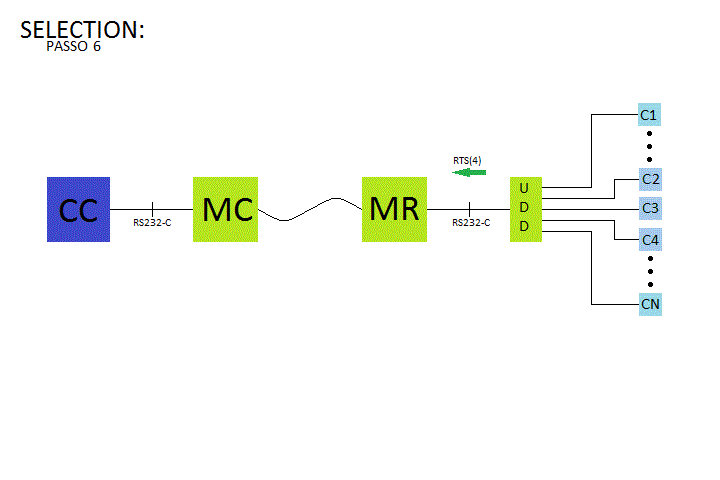 SELECTION:
PASSO 6
C1
RTS(4)
C2
CC
MC
MR
U
D
D
C3
RS232-C
RS232-C
C4
CN